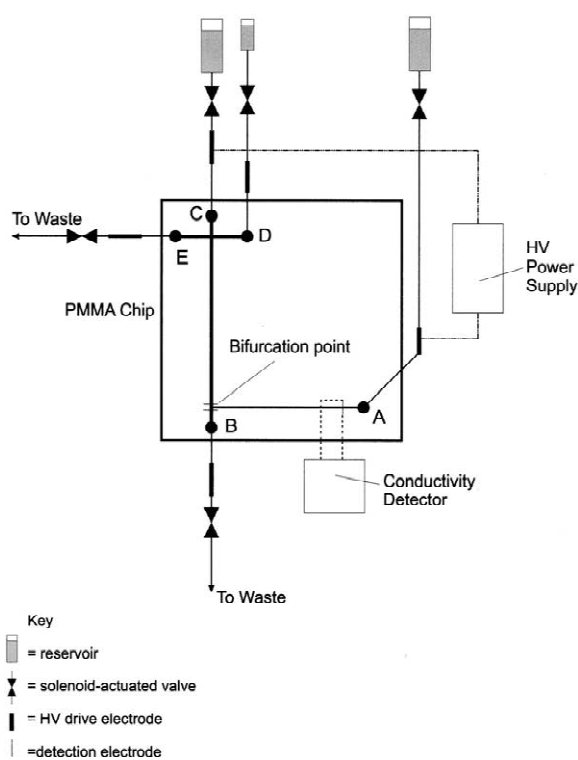 C
D
E
To Waste
HV
Power
Supply
PMMA Chip
Bifurcation point
A
B
Conductivity
Detector
To Waste
Key
= reservoir
= solenoid-actuated valve
= HV drive electrode
=detection electrode